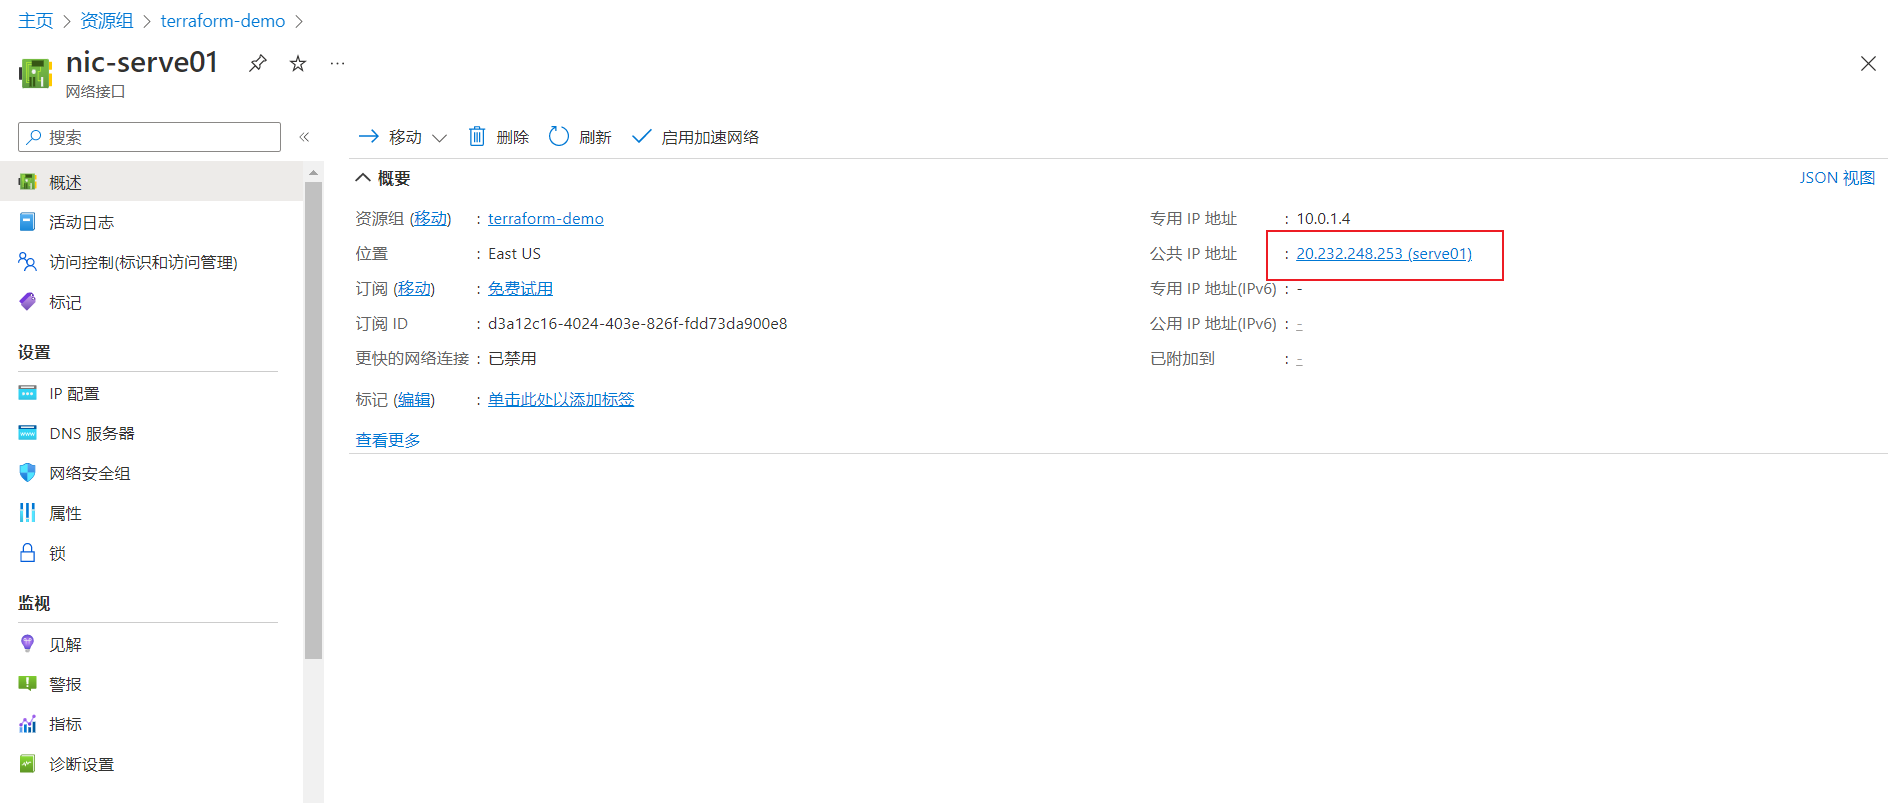 主页 > 资源组 > terraform-demo >
nic-serve01
网络接口
搜索
概述
活动日志
访问控制(标识和访问管理)
标记
设置
IP 配置
DNS 服务器
网络安全组
属性
锁
监视
见解
警报
指标
诊断设置
移动 删除 刷新 启用加速网络
概要
JSON 视图
资源组 (移动) : terraform-demo
位置 : East US
订阅 (移动) : 免费试用
订阅 ID : d3a12c16-4024-403e-826f-fdd73da900e8
更快的网络连接 : 已禁用
标记 (编辑) : 单击此处以添加标签
查看更多
专用 IP 地址 : 10.0.1.4
公共 IP 地址 : 20.232.248.253 (serve01)
专用 IP 地址(IPv6) : -
公用 IP 地址(IPv6) : -
已附加到 : -